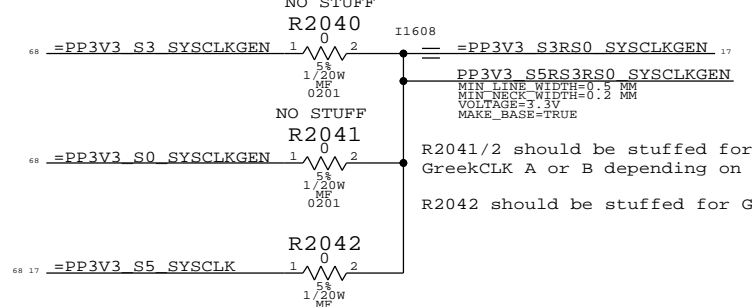 NO STUFF
R2040
0
I1608
68 =PP3V3_S3_SYSCLKGEN 1 2 =PP3V3_S3RS0_SYSCLKGEN 17
5%
1/20W
MF
0201
PP3V3_S5RS3RS0_SYSCLKGEN
MIN_LINE_WIDTH=0.5 MM
MIN_NECK_WIDTH=0.2 MM
VOLTAGE=3.3V
MAKE_BASE=TRUE
NO STUFF
R2041
0
68 =PP3V3_S0_SYSCLKGEN 1 2
5%
1/20W
MF
0201
R2041/2 should be stuffed for
GreekCLK A or B depending on
R2042 should be stuffed for G
R2042
0
68 17 =PP3V3_S5_SYSCLK 1 2
5%
1/20W
MF